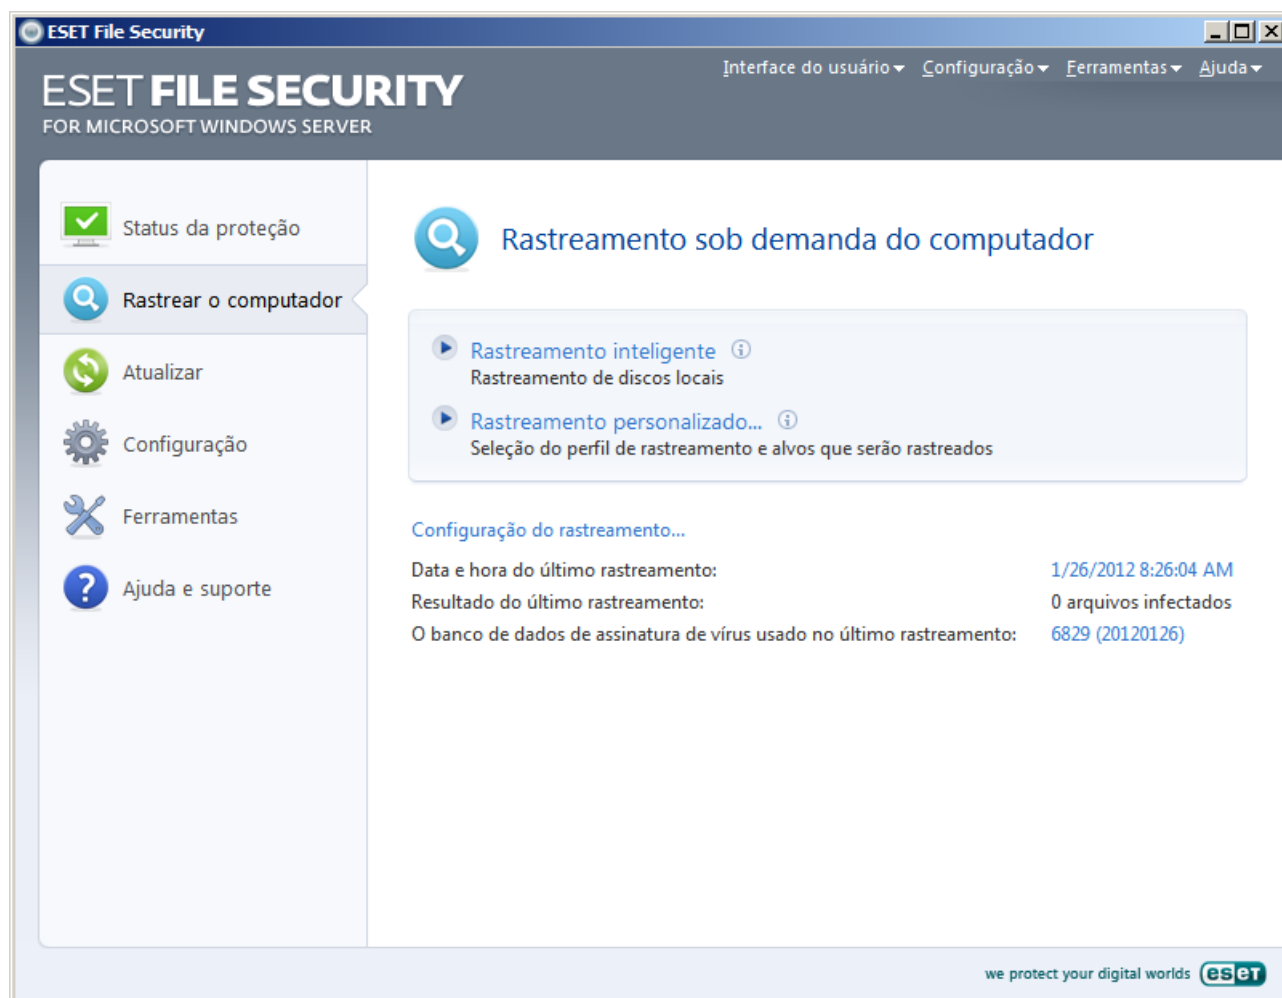 ESET File Security
ESET FILE SECURITY
FOR MICROSOFT WINDOWS SERVER
Interface do usuário Configuração Ferramentas Ajuda
Status da proteção
Rastrear o computador
Atualizar
Configuração
Ferramentas
Ajuda e suporte
Rastreamento sob demanda do computador
Rastreamento inteligente
Rastreamento de discos locais
Rastreamento personalizado...
Seleção do perfil de rastreamento e alvos que serão rastreados
Configuração do rastreamento...
Data e hora do último rastreamento: 1/26/2012 8:26:04 AM
Resultado do último rastreamento: 0 arquivos infectados
O banco de dados de assinatura de vírus usado no último rastreamento: 6829 (20120126)
we protect your digital worlds eset